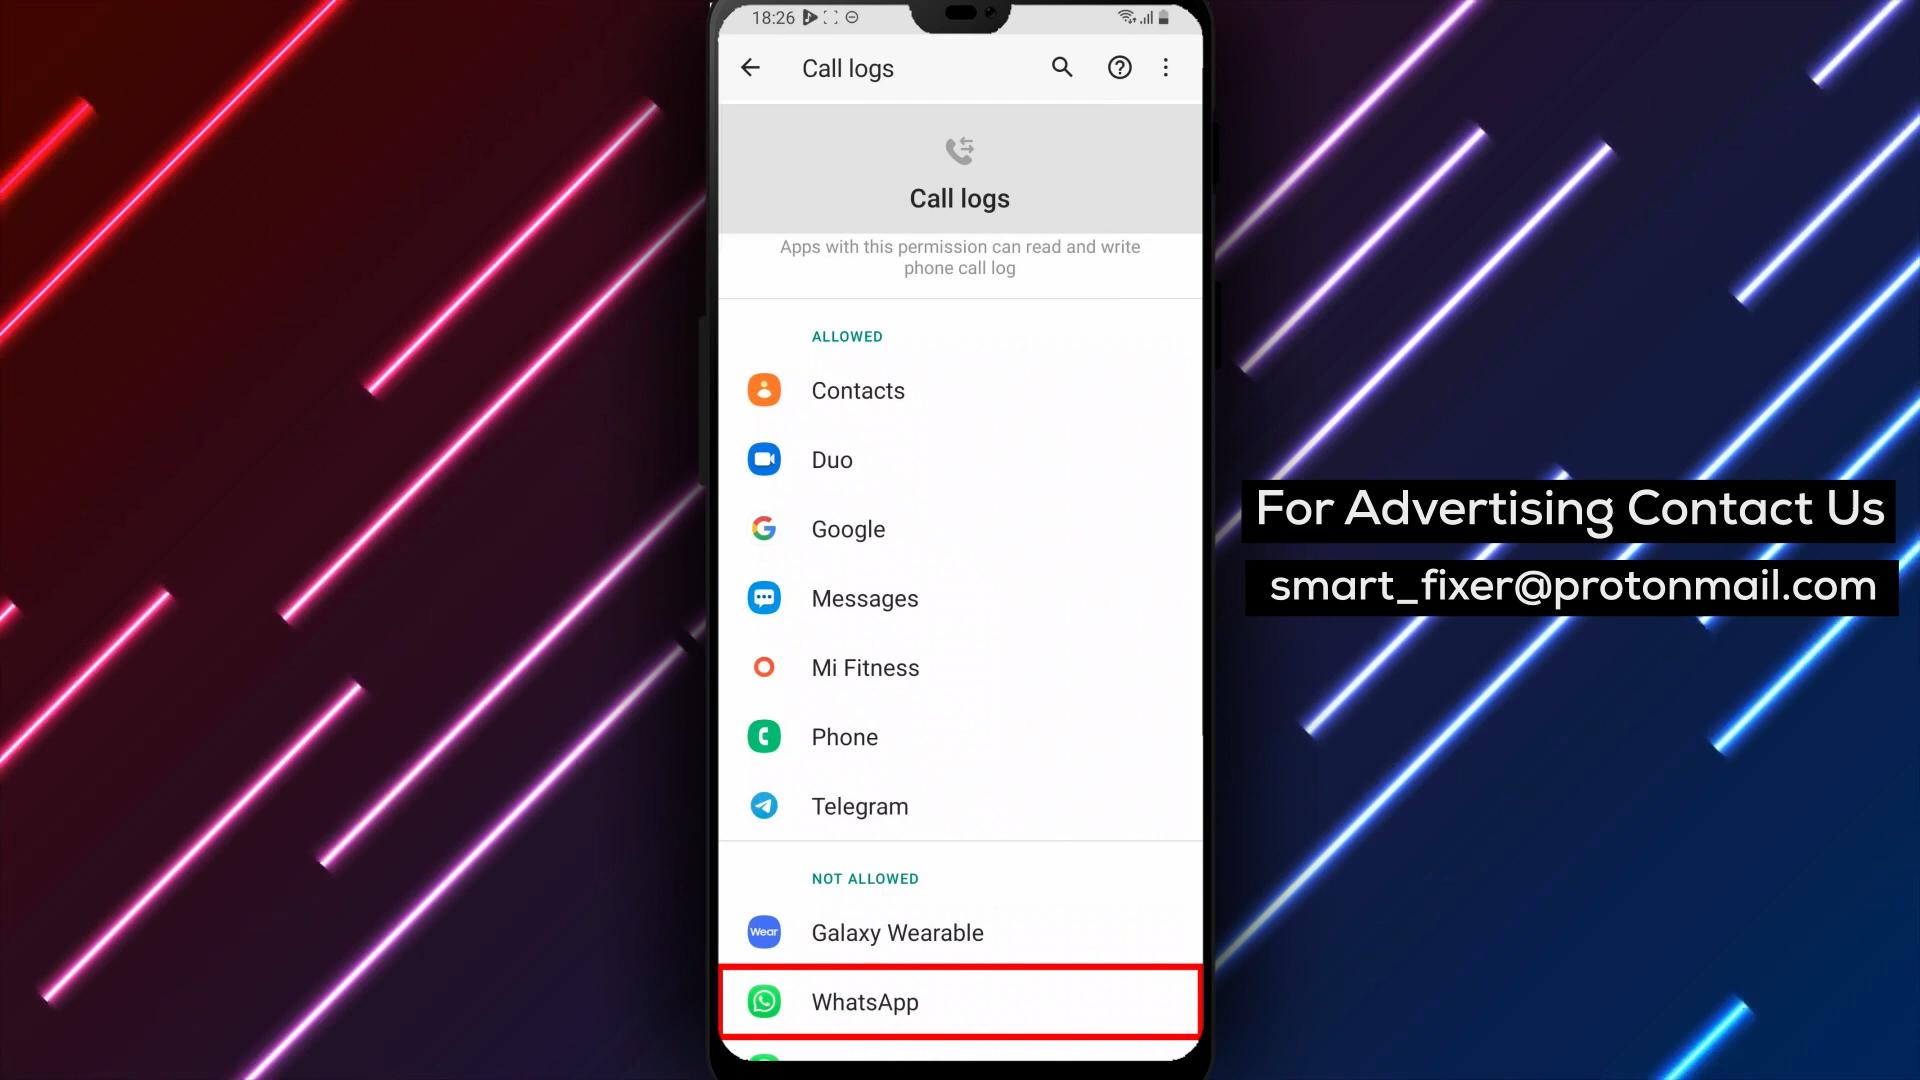 18:26
Call logs
Call logs
Apps with this permission can read and write
phone call log
ALLOWED
Contacts
Duo
Google
Messages
Mi Fitness
Phone
Telegram
NOT ALLOWED
Wear
Galaxy Wearable
WhatsApp
For Advertising Contact Us
smart_fixer@protonmail.com